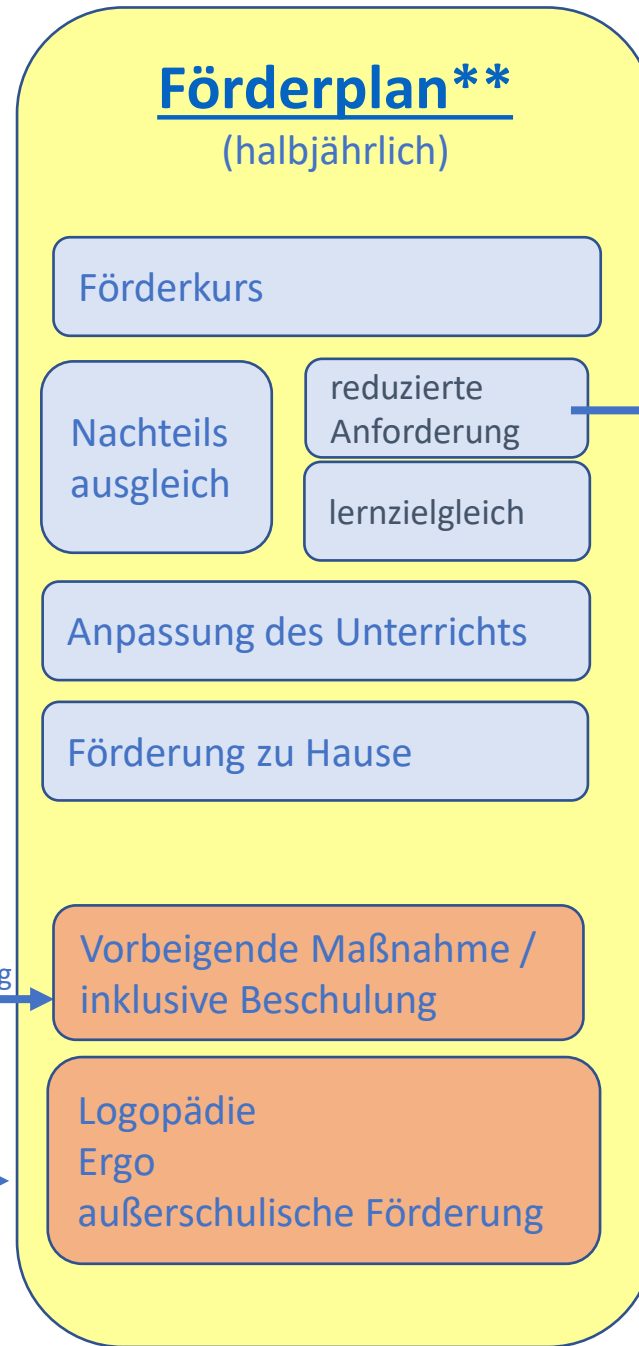 Förderplan**
(halbjährlich)
Förderkurs
Nachteils
ausgleich
reduzierte
Anforderung
lernzielgleich
Anpassung des Unterrichts
Förderung zu Hause
Vorbeigende Maßnahme /
inklusive Beschulung
g
Logopädie
Ergo
außerschulische Förderung